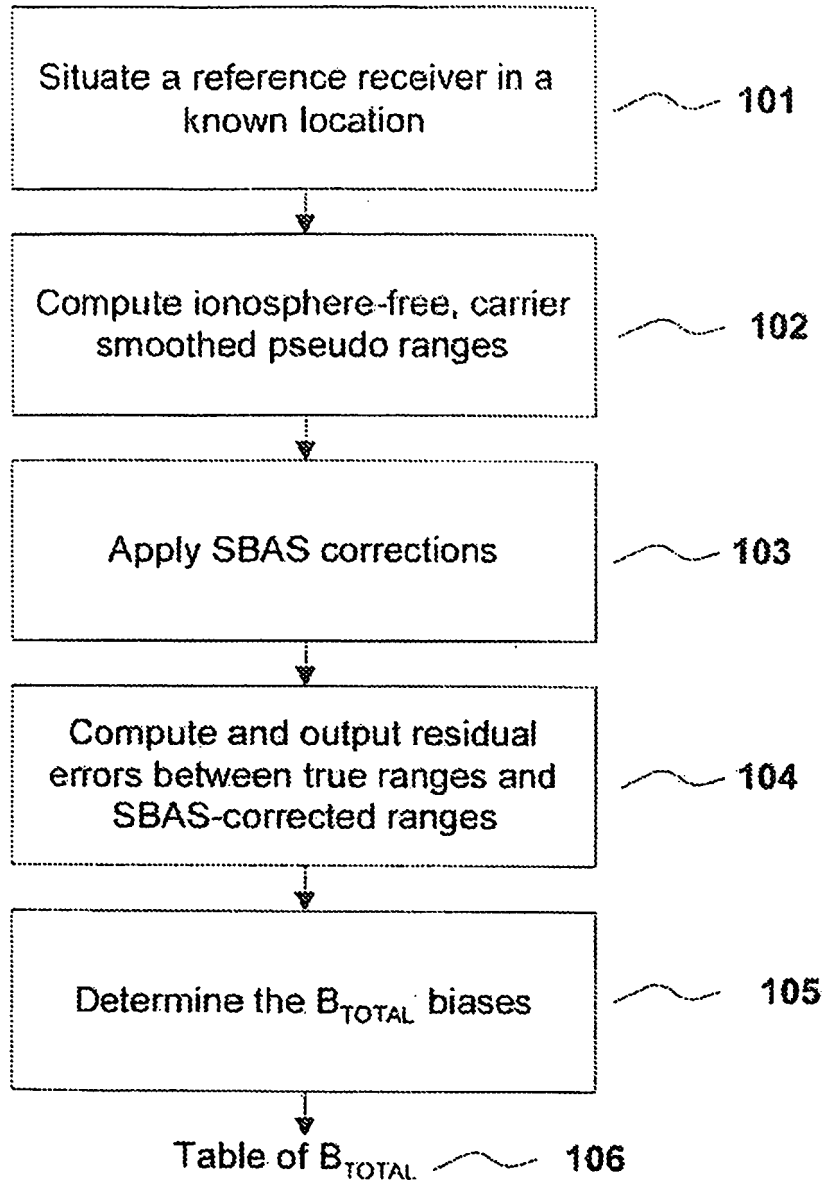 Situate a reference receiver in a
known location
101
Compute ionosphere-free, carrier
smoothed pseudo ranges
102
Apply SBAS corrections
103
Compute and output residual
errors between true ranges and
SBAS-corrected ranges
104
Determine the B_TOTAL biases
105
Table of B_TOTAL
106